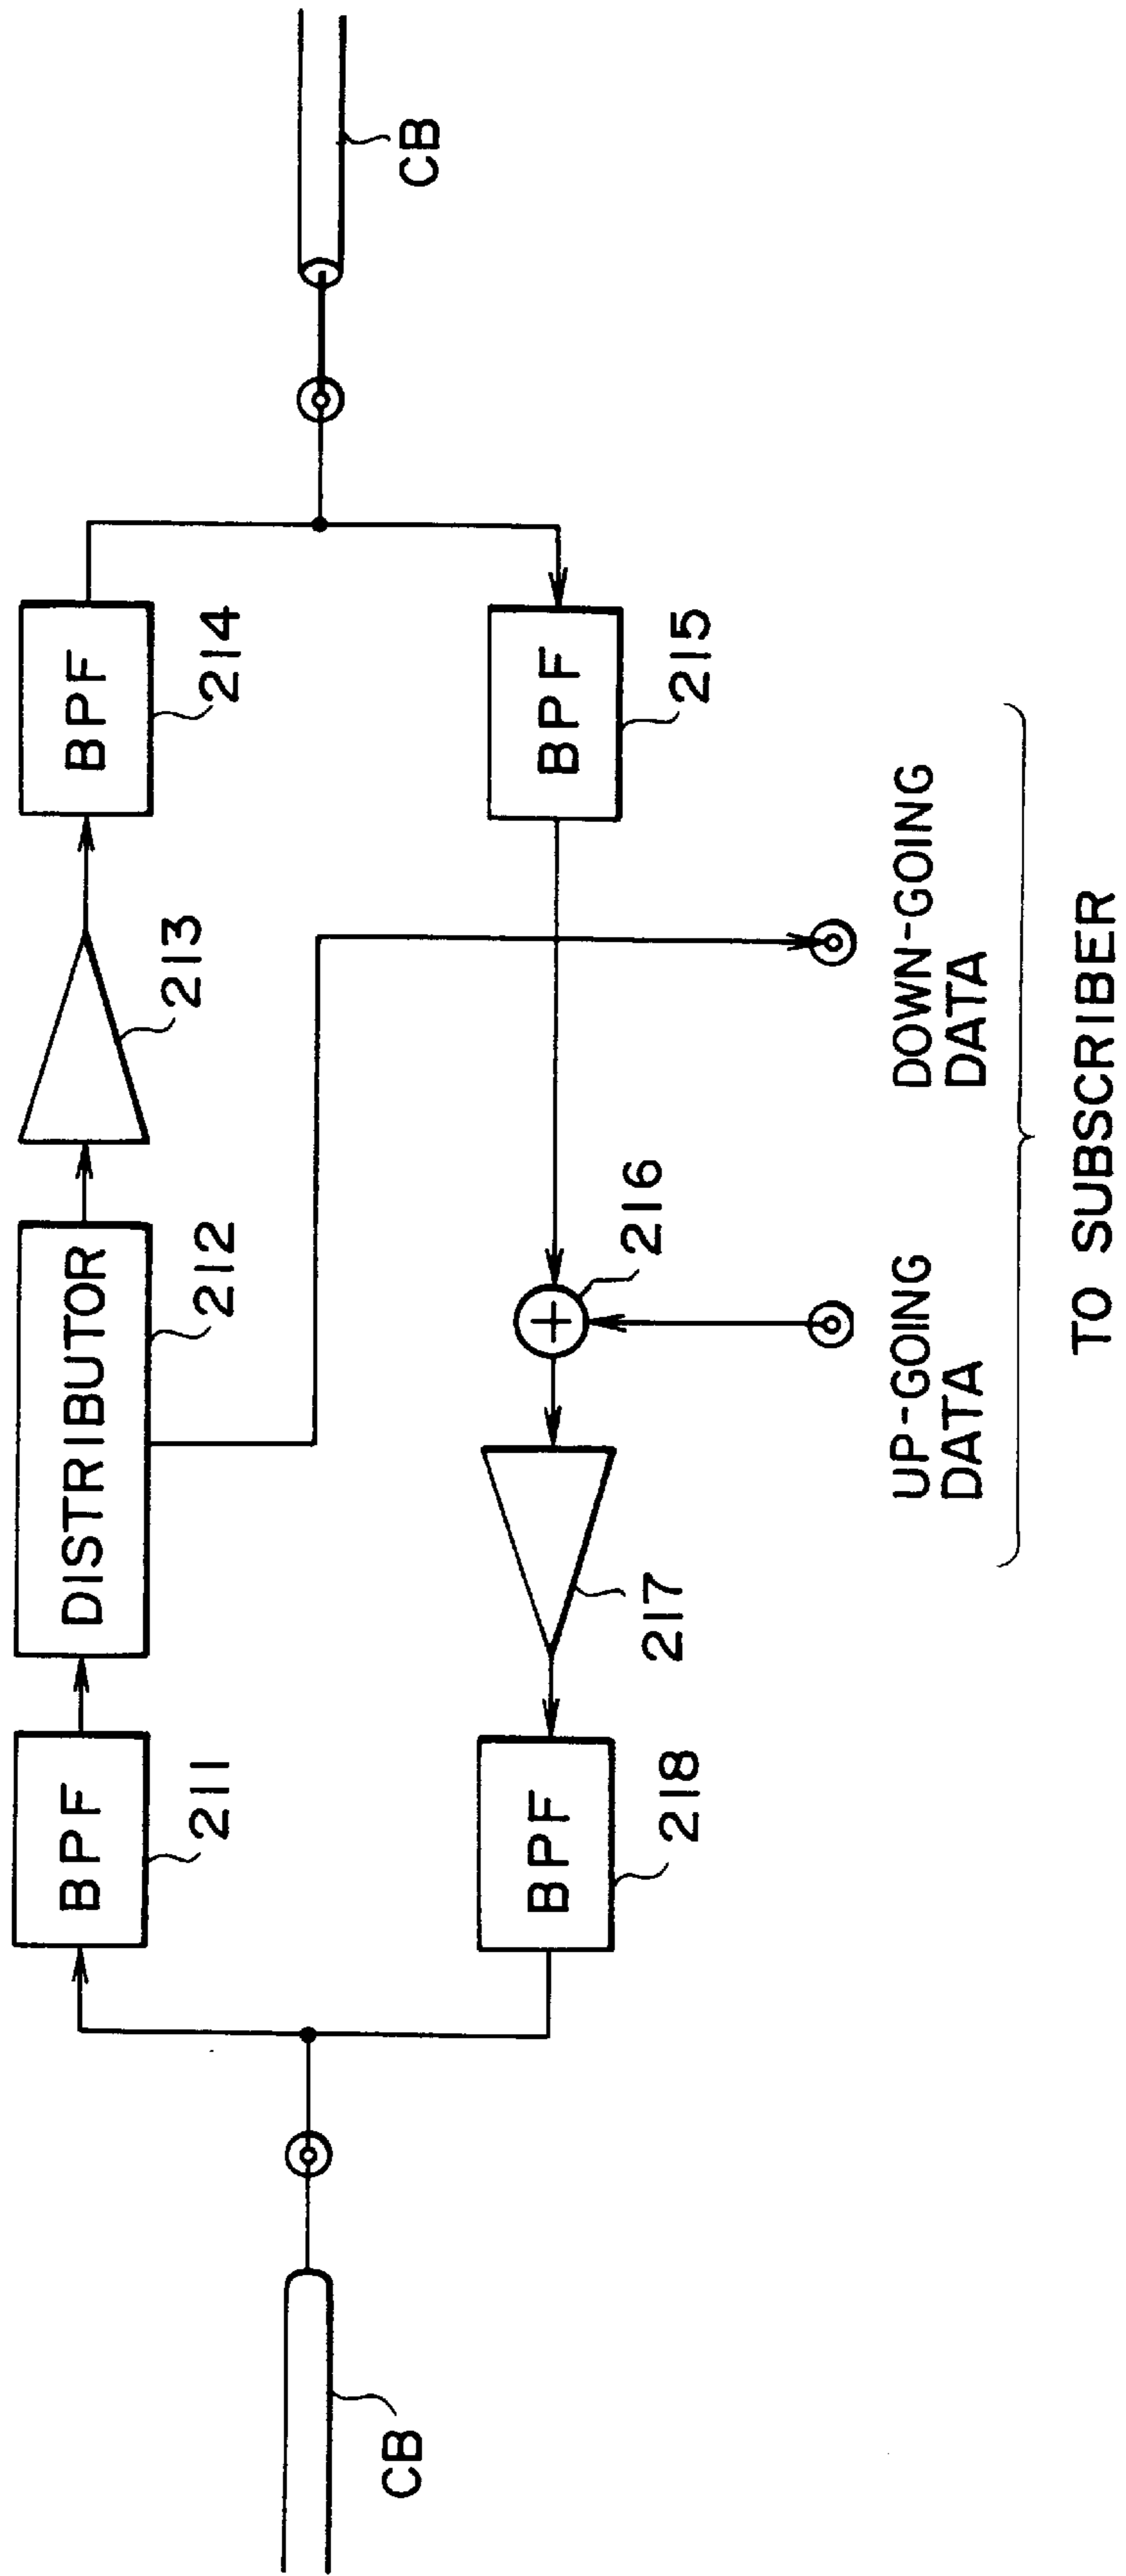 BPF
211
DISTRIBUTOR
212
213
BPF
214
CB
CB
BPF
218
217
216
BPF
215
UP-GOING
DATA
DOWN-GOING
DATA
TO SUBSCRIBER